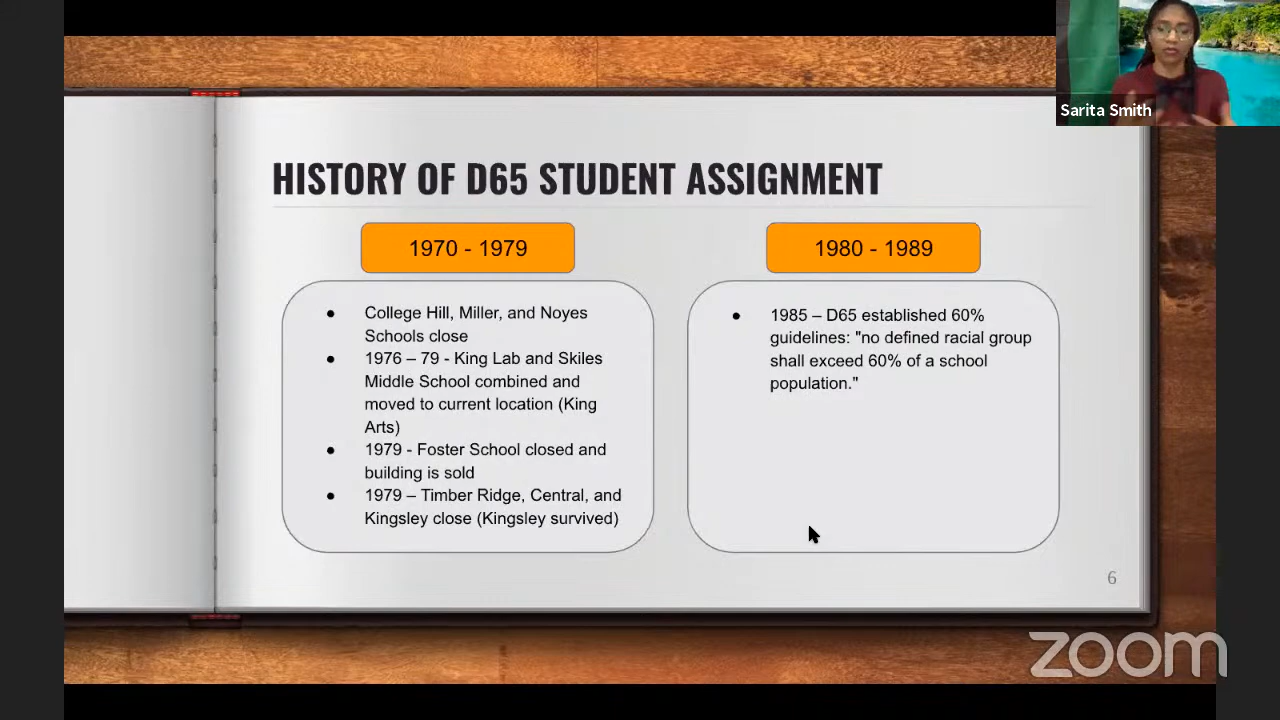 Sarita Smith
HISTORY OF D65 STUDENT ASSIGNMENT
1970 - 1979
● College Hill, Miller, and Noyes
Schools close
● 1976 – 79 - King Lab and Skiles
Middle School combined and
moved to current location (King
Arts)
● 1979 - Foster School closed and
building is sold
● 1979 – Timber Ridge, Central, and
Kingsley close (Kingsley survived)
1980 - 1989
● 1985 – D65 established 60%
guidelines: "no defined racial group
shall exceed 60% of a school
population."
6
zoom